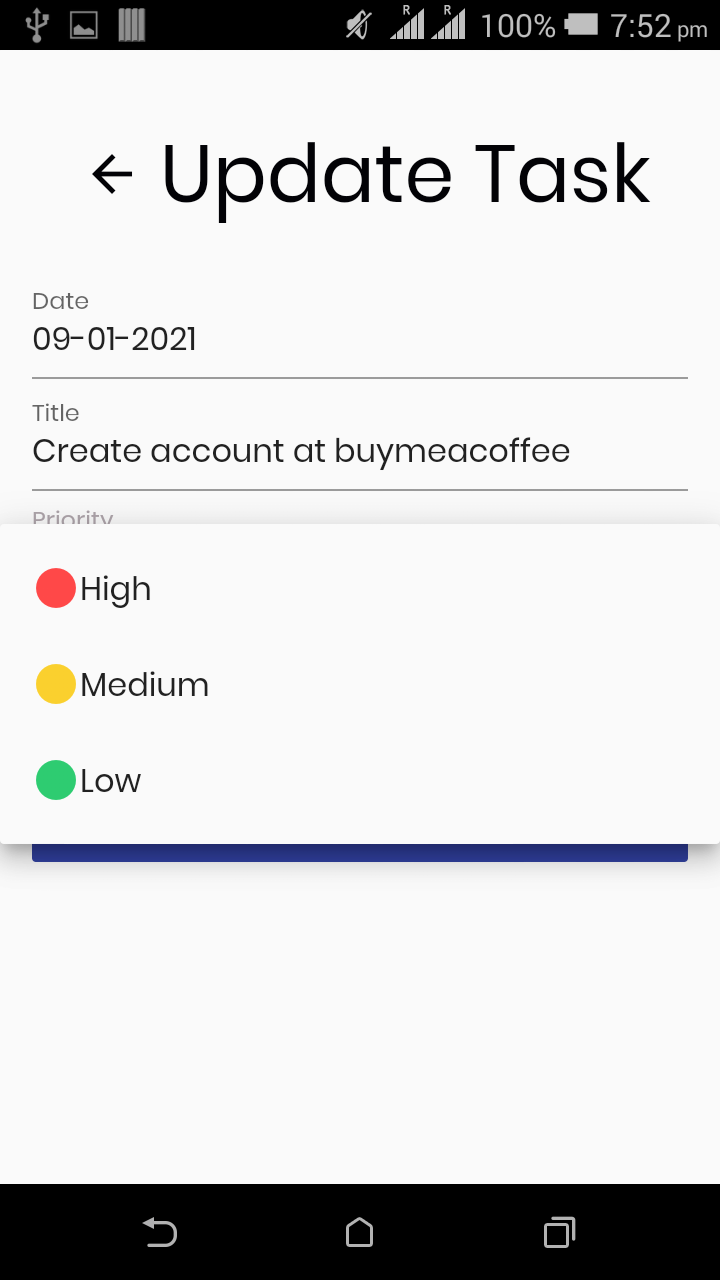 R R 100% 7:52 pm
Update Task
Date
09-01-2021
Title
Create account at buymeacoffee
Priority
High
Medium
Low